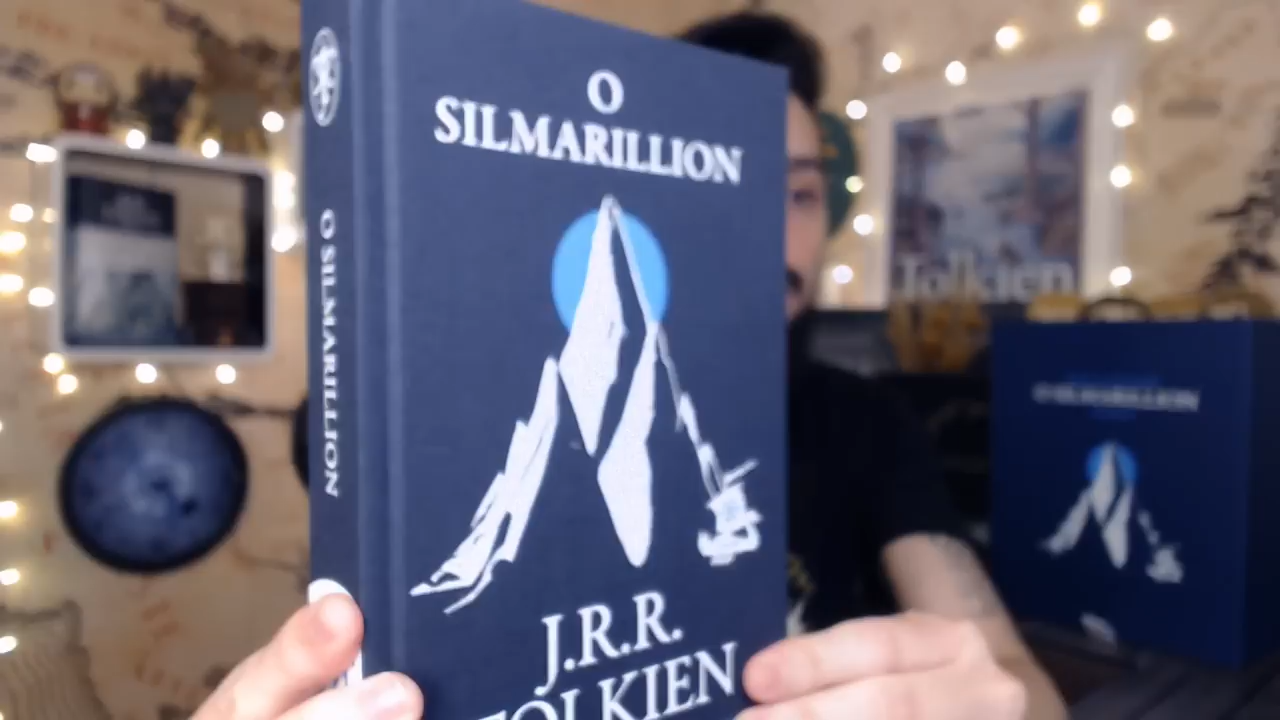 O
SILMARILLION
J.R.R.
TOLKIEN
O SILMARILLION
Tolkien
O SILMARILLION